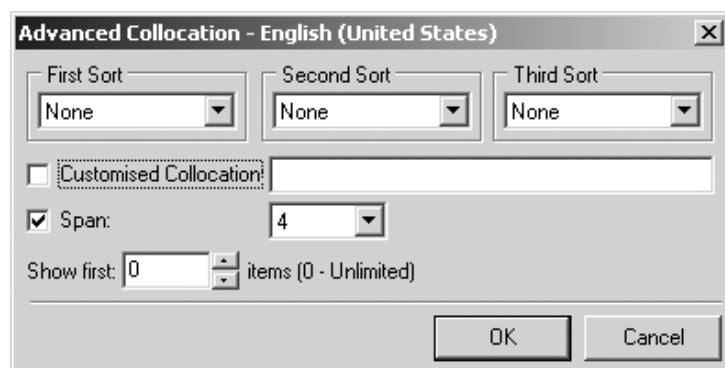 Advanced Collocation - English (United States)
First Sort Second Sort Third Sort
None None None
Customised Collocation
Span: 4
Show first: 0 items (0 - Unlimited)
OK Cancel